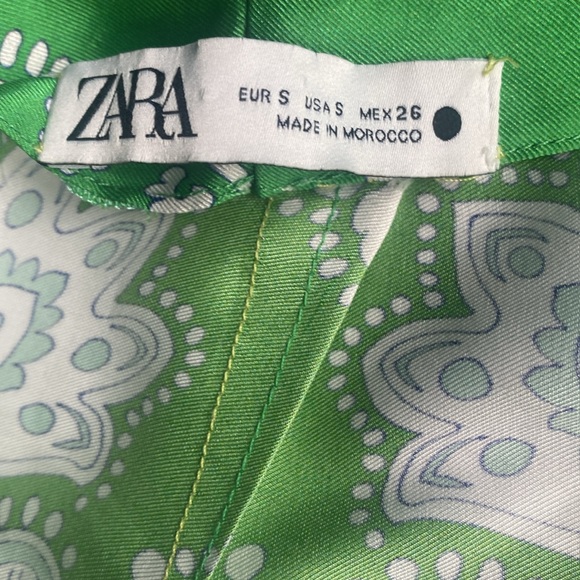 ZARA
EUR S USA S MEX 26
MADE IN MOROCCO